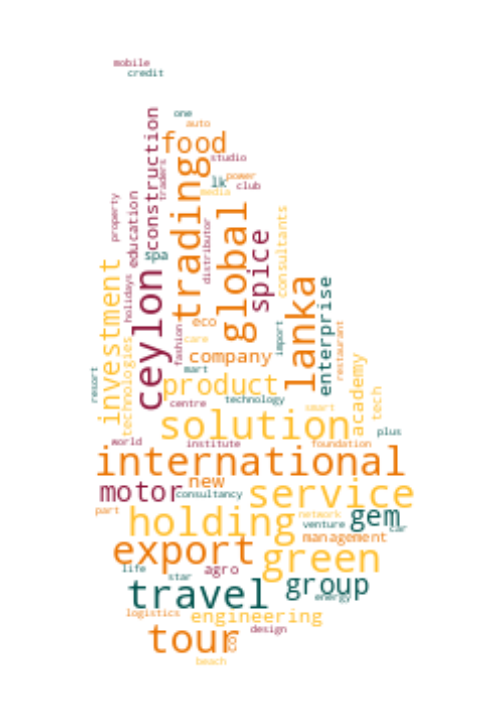 mobile
credit
one
auto
food
construction
traders
trading
studio
power
lk
club
media
property
education
spa
distributor
global
spice
consultants
holidays
ceylon
investment
technologies
eco
fashion
care
import
lanka
enterprise
restaurant
company
mart
resort
product
centre
technology
smart
academy
tech
solution
plus
world
institute
foundation
international
motor
new
consultancy
service
part
holding
network
gem
venture
car
management
export
green
life
star
agro
travel
group
energy
logistics
engineering
design
tour
co
beach